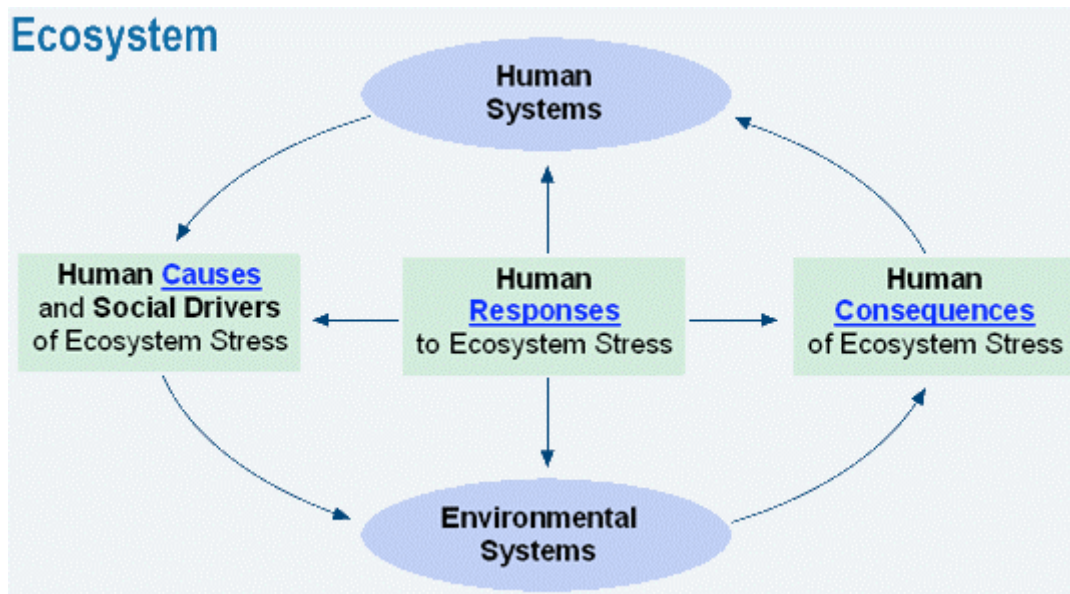 Ecosystem
Human
Systems
Human Causes
and Social Drivers
of Ecosystem Stress
Human
Responses
to Ecosystem Stress
Human
Consequences
of Ecosystem Stress
Environmental
Systems